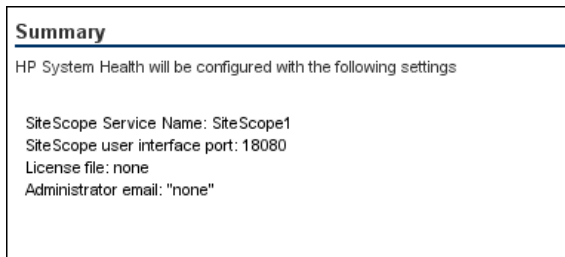 Summary
HP System Health will be configured with the following settings
SiteScope Service Name: SiteScope1
SiteScope user interface port: 18080
License file: none
Administrator email: "none"